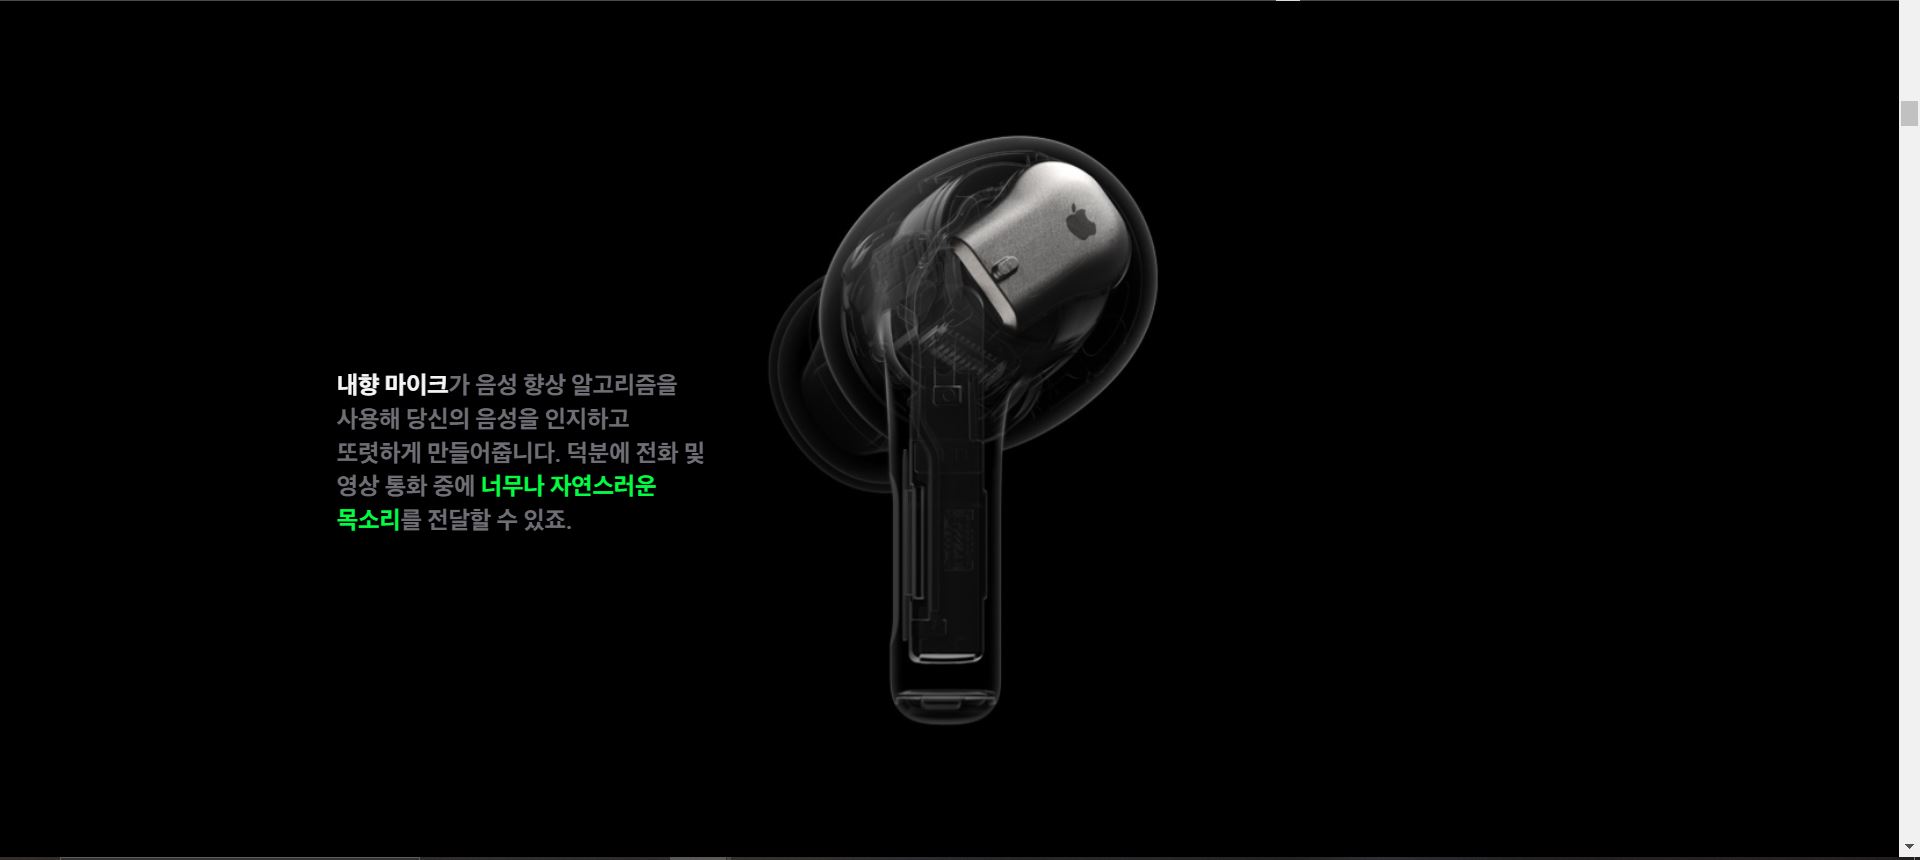 내향 마이크가 음성 향상 알고리즘을
사용해 당신의 음성을 인지하고
또렷하게 만들어줍니다. 덕분에 전화 및
영상 통화 중에 너무나 자연스러운
목소리를 전달할 수 있죠.